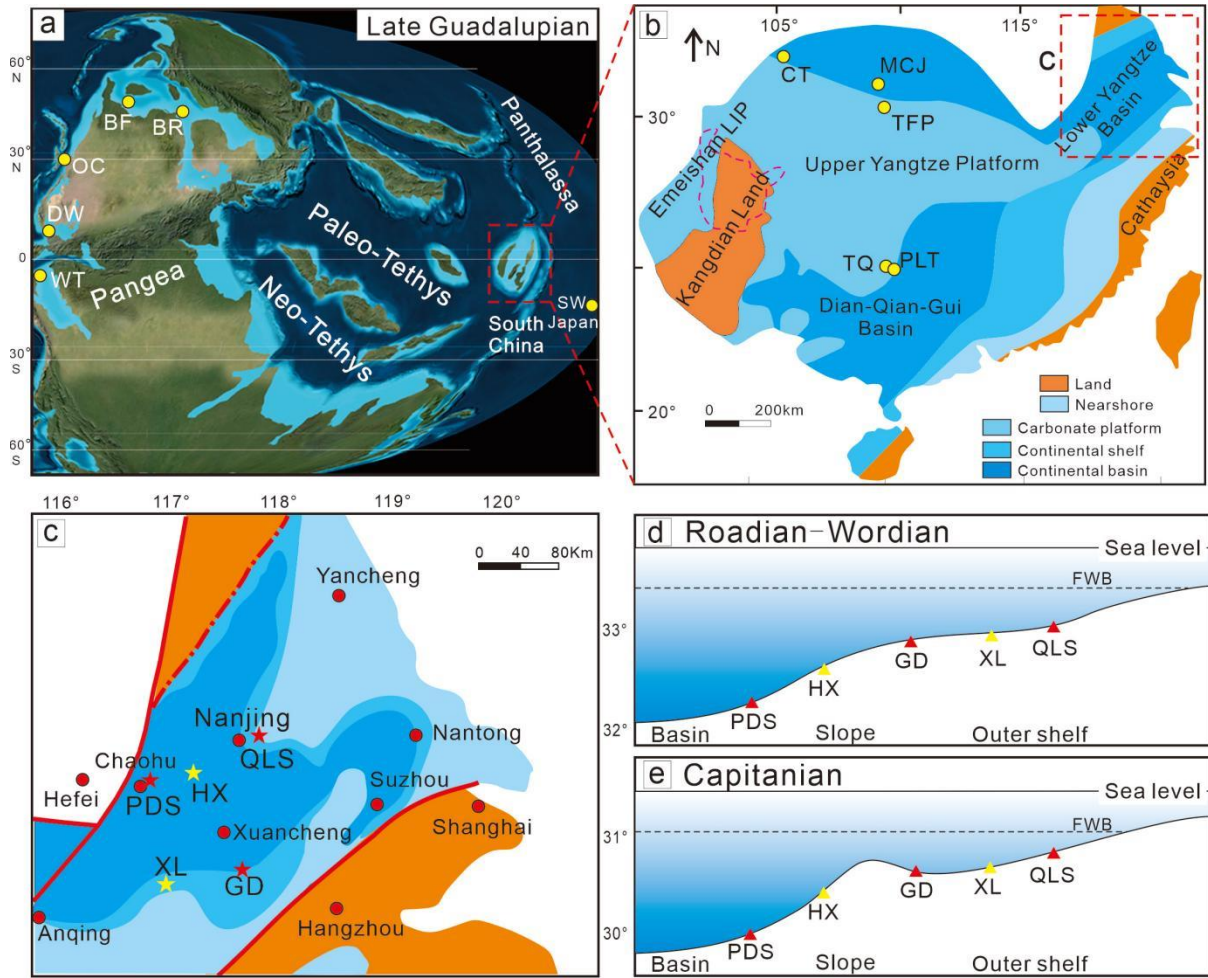 a
Late Guadalupian
60°
N
30°
N
0
30°
S
60°
S
BF
BR
OC
DW
WT
Pangea
Paleo-Tethys
Neo-Tethys
Panthalassa
South
China
SW
Japan
b
105°
115°
30°
20°
N
CT
MCJ
TFP
C
Lower Yangtze
Basin
Emeishan LIP
Upper Yangtze Platform
Kangdian Land
Cathaysia
TQ
PLT
Dian-Qian-Gui
Basin
0 200km
Land
Nearshore
Carbonate platform
Continental shelf
Continental basin
116° 117° 118° 119° 120°
c
0 40 80Km
33°
32°
31°
30°
Yancheng
Nanjing
QLS
Nantong
Chaohu
PDS
HX
Hefei
Suzhou
Xuancheng
Shanghai
XL
GD
Hangzhou
Anqing
d Roadian-Wordian
Sea level
FWB
PDS
HX
GD
XL
QLS
Basin Slope Outer shelf
e Capitanian
Sea level
FWB
PDS
HX
GD
XL
QLS
Basin Slope Outer shelf